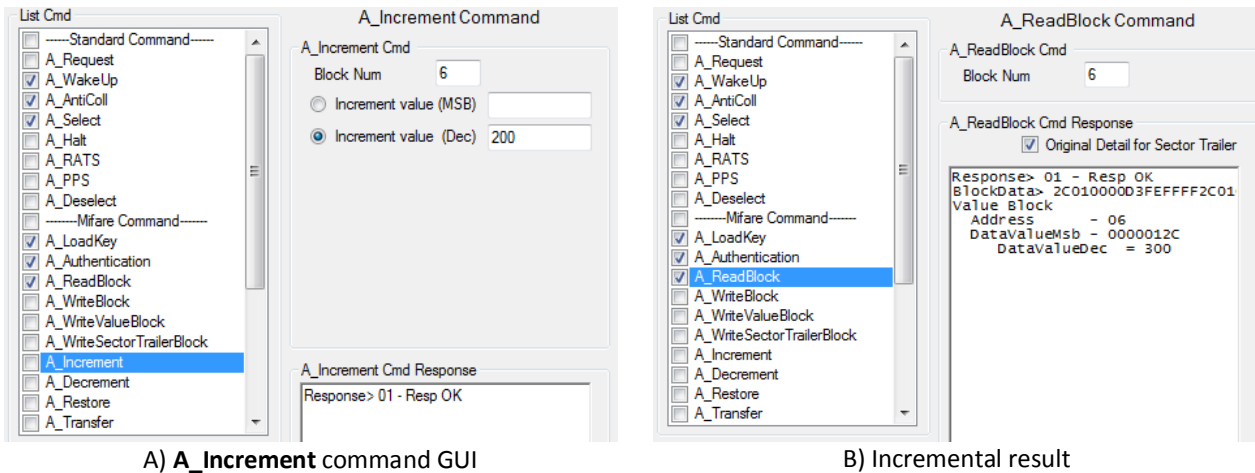 List Cmd
------Standard Command------
A_Request
A_WakeUp
A_AntiColl
A_Select
A_Halt
A_RATS
A_PPS
A_Deselect
--------Mifare Command-------
A_LoadKey
A_Authentication
A_ReadBlock
A_WriteBlock
A_WriteValueBlock
A_WriteSectorTrailerBlock
A_Increment
A_Decrement
A_Restore
A_Transfer
A_Increment Command
A_Increment Cmd
Block Num 6
Increment value (MSB)
Increment value (Dec) 200
A_Increment Cmd Response
Response> 01 - Resp OK
A) A_Increment command GUI
List Cmd
------Standard Command------
A_Request
A_WakeUp
A_AntiColl
A_Select
A_Halt
A_RATS
A_PPS
A_Deselect
--------Mifare Command-------
A_LoadKey
A_Authentication
A_ReadBlock
A_WriteBlock
A_WriteValueBlock
A_WriteSectorTrailerBlock
A_Increment
A_Decrement
A_Restore
A_Transfer
A_ReadBlock Command
A_ReadBlock Cmd
Block Num 6
A_ReadBlock Cmd Response
Original Detail for Sector Trailer
Response> 01 - Resp OK
BlockData> 2C010000D3FEFFFF2C01
Value Block
Address - 06
DataValueMsb - 0000012C
DataValueDec = 300
B) Incremental result